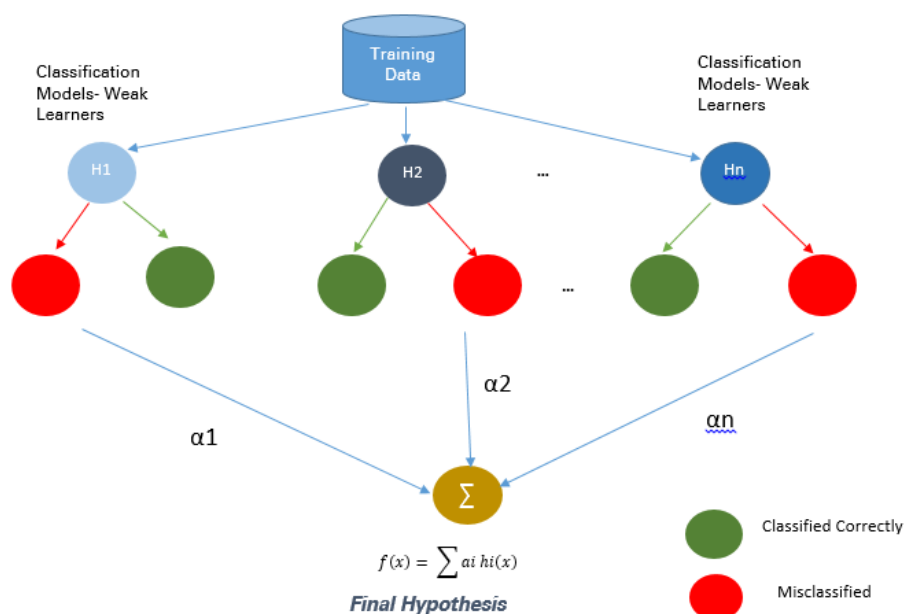 Training
Data
Classification
Models- Weak
Learners
Classification
Models- Weak
Learners
H1
H2
...
Hn
...
α1
α2
αn
∑
f(x) = ∑ ai hi(x)
Final Hypothesis
Classified Correctly
Misclassified